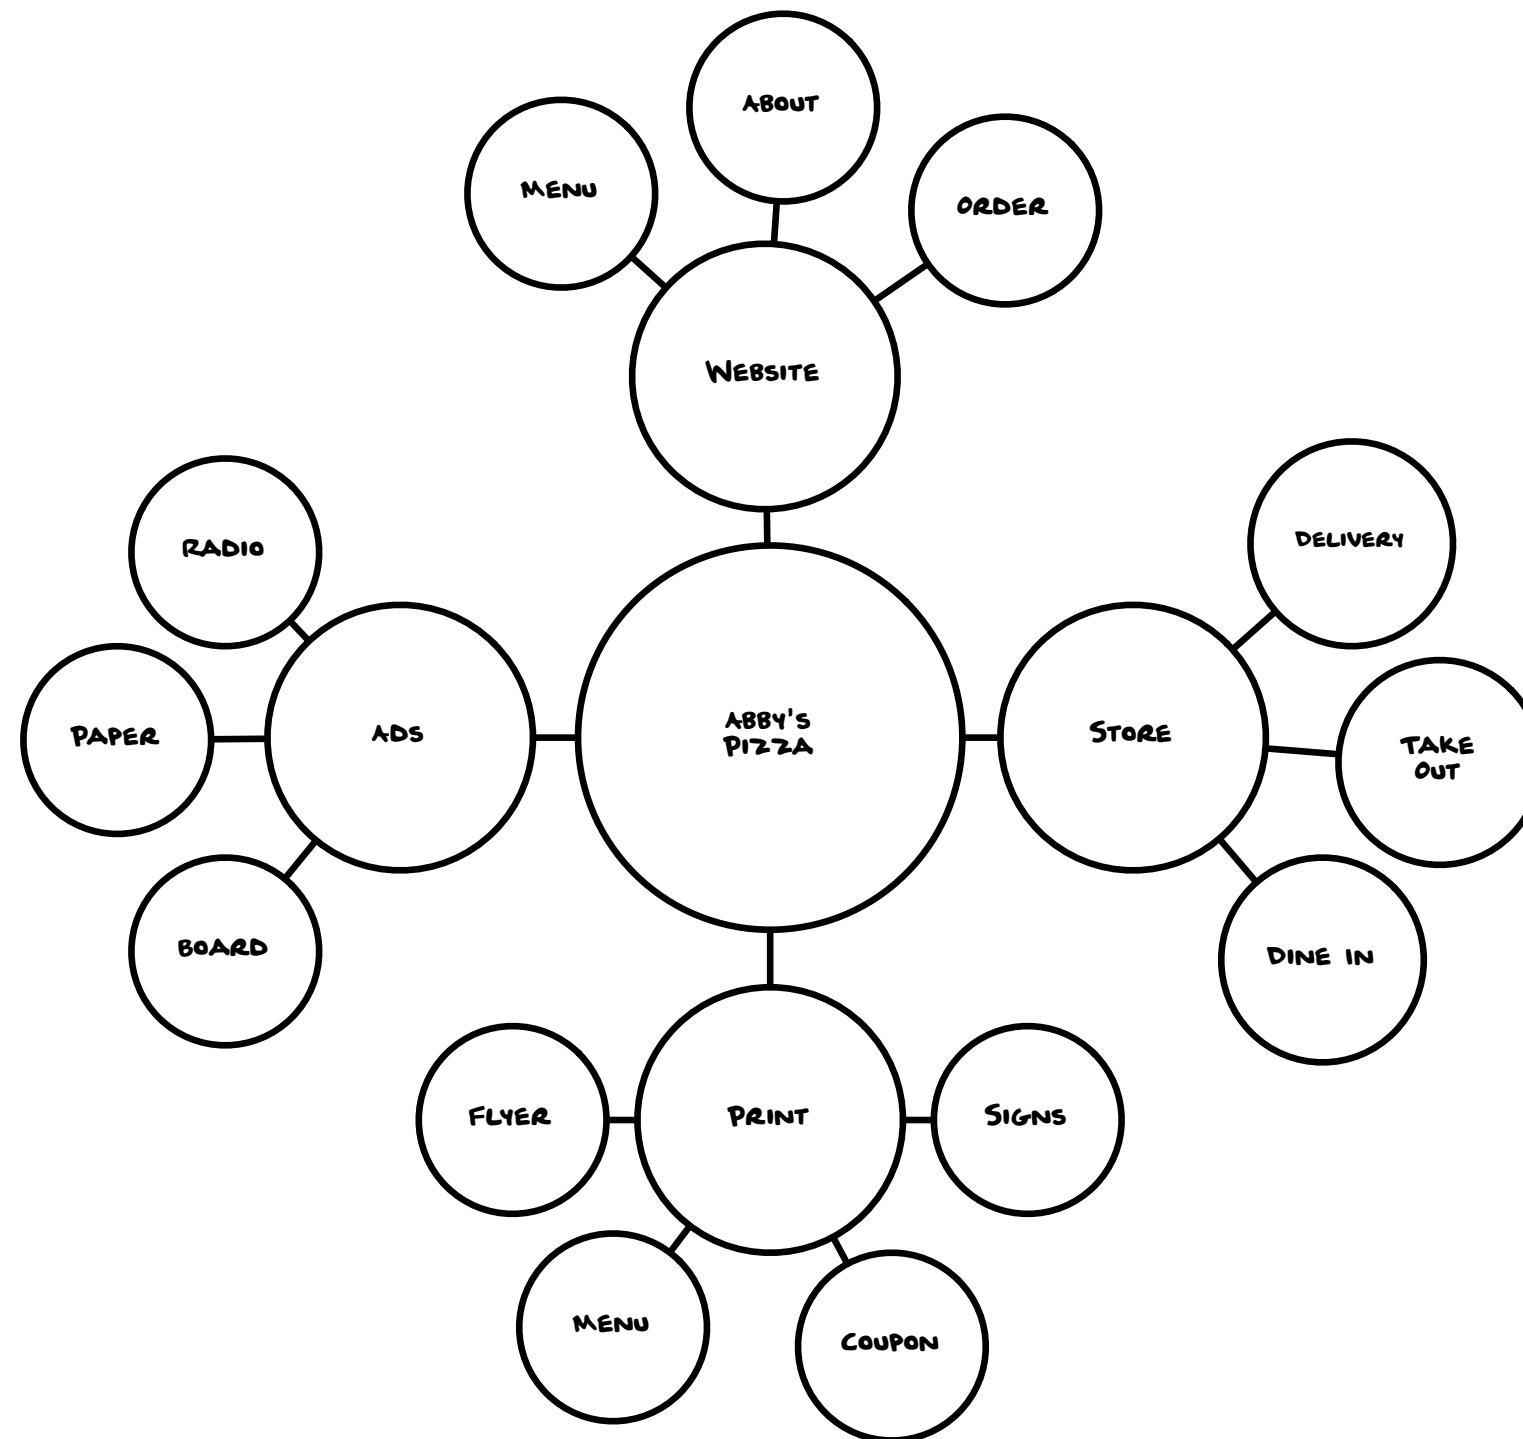 ABOUT
MENU
ORDER
WEBSITE
RADIO
DELIVERY
PAPER
ADS
ABBY'S
PIZZA
STORE
TAKE
OUT
BOARD
DINE IN
FLYER
PRINT
SIGNS
MENU
COUPON